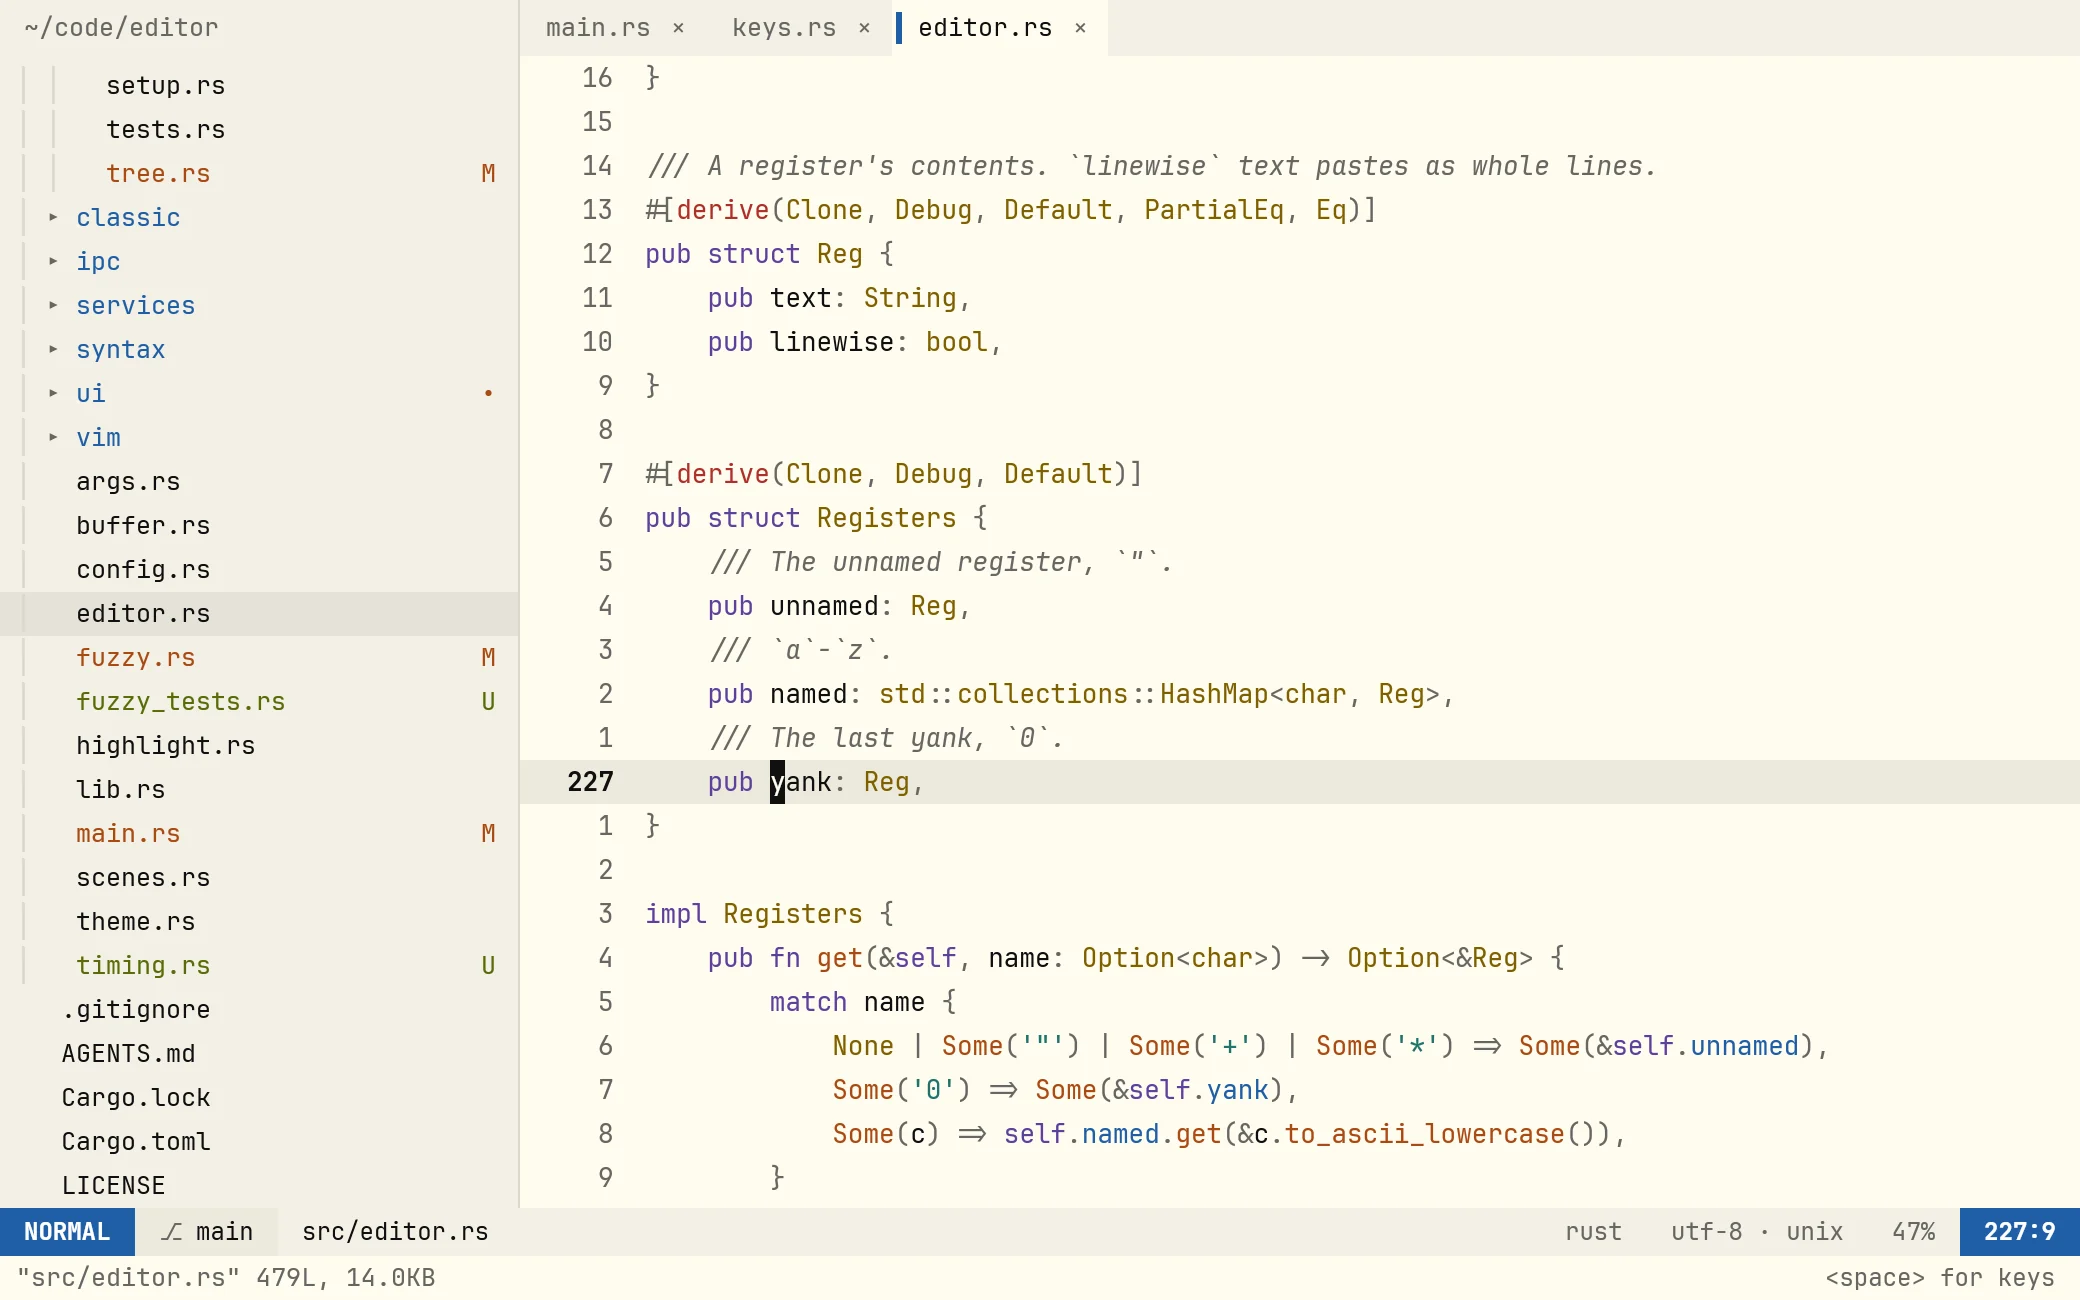 ~/code/editor
setup.rs
tests.rs
tree.rs M
▸ classic
▸ ipc
▸ services
▸ syntax
▸ ui •
▸ vim
args.rs
buffer.rs
config.rs
editor.rs
fuzzy.rs M
fuzzy_tests.rs U
highlight.rs
lib.rs
main.rs M
scenes.rs
theme.rs
timing.rs U
.gitignore
AGENTS.md
Cargo.lock
Cargo.toml
LICENSE
main.rs × keys.rs × editor.rs ×
16 }
15
14 /// A register's contents. `linewise` text pastes as whole lines.
13 #[derive(Clone, Debug, Default, PartialEq, Eq)]
12 pub struct Reg {
11     pub text: String,
10     pub linewise: bool,
9 }
8
7 #[derive(Clone, Debug, Default)]
6 pub struct Registers {
5     /// The unnamed register, `"`.
4     pub unnamed: Reg,
3     /// `a`-`z`.
2     pub named: std::collections::HashMap<char, Reg>,
1     /// The last yank, `0`.
227     pub yank: Reg,
1 }
2
3 impl Registers {
4     pub fn get(&self, name: Option<char>) -> Option<&Reg> {
5         match name {
6             None | Some('"') | Some('+') | Some('*') => Some(&self.unnamed),
7             Some('0') => Some(&self.yank),
8             Some(c) => self.named.get(&c.to_ascii_lowercase()),
9         }
NORMAL ⎇ main src/editor.rs rust utf-8 · unix 47% 227:9
"src/editor.rs" 479L, 14.0KB <space> for keys